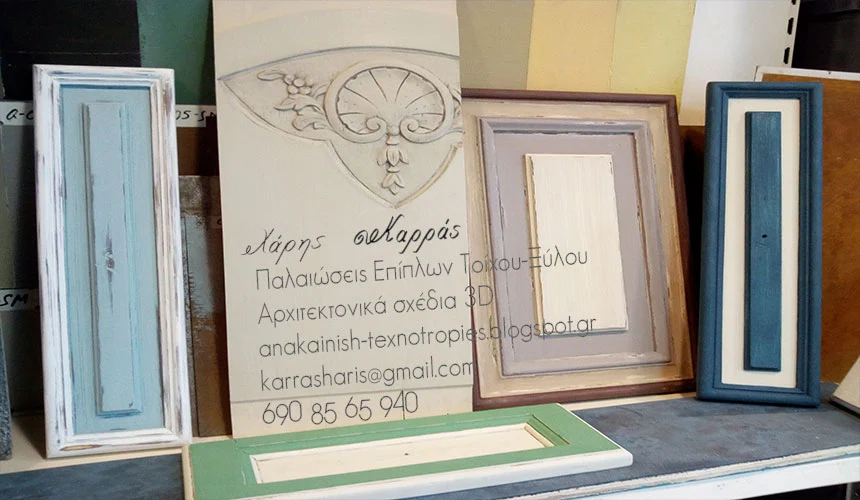 Χάρης Καρράς
Παλαιώσεις Επίπλων Τοίχου-Ξύλου
Αρχιτεκτονικά σχέδια 3D
anakainish-texnotropies.blogspot.gr
karrasharis@gmail.com
690 85 65 940
SM